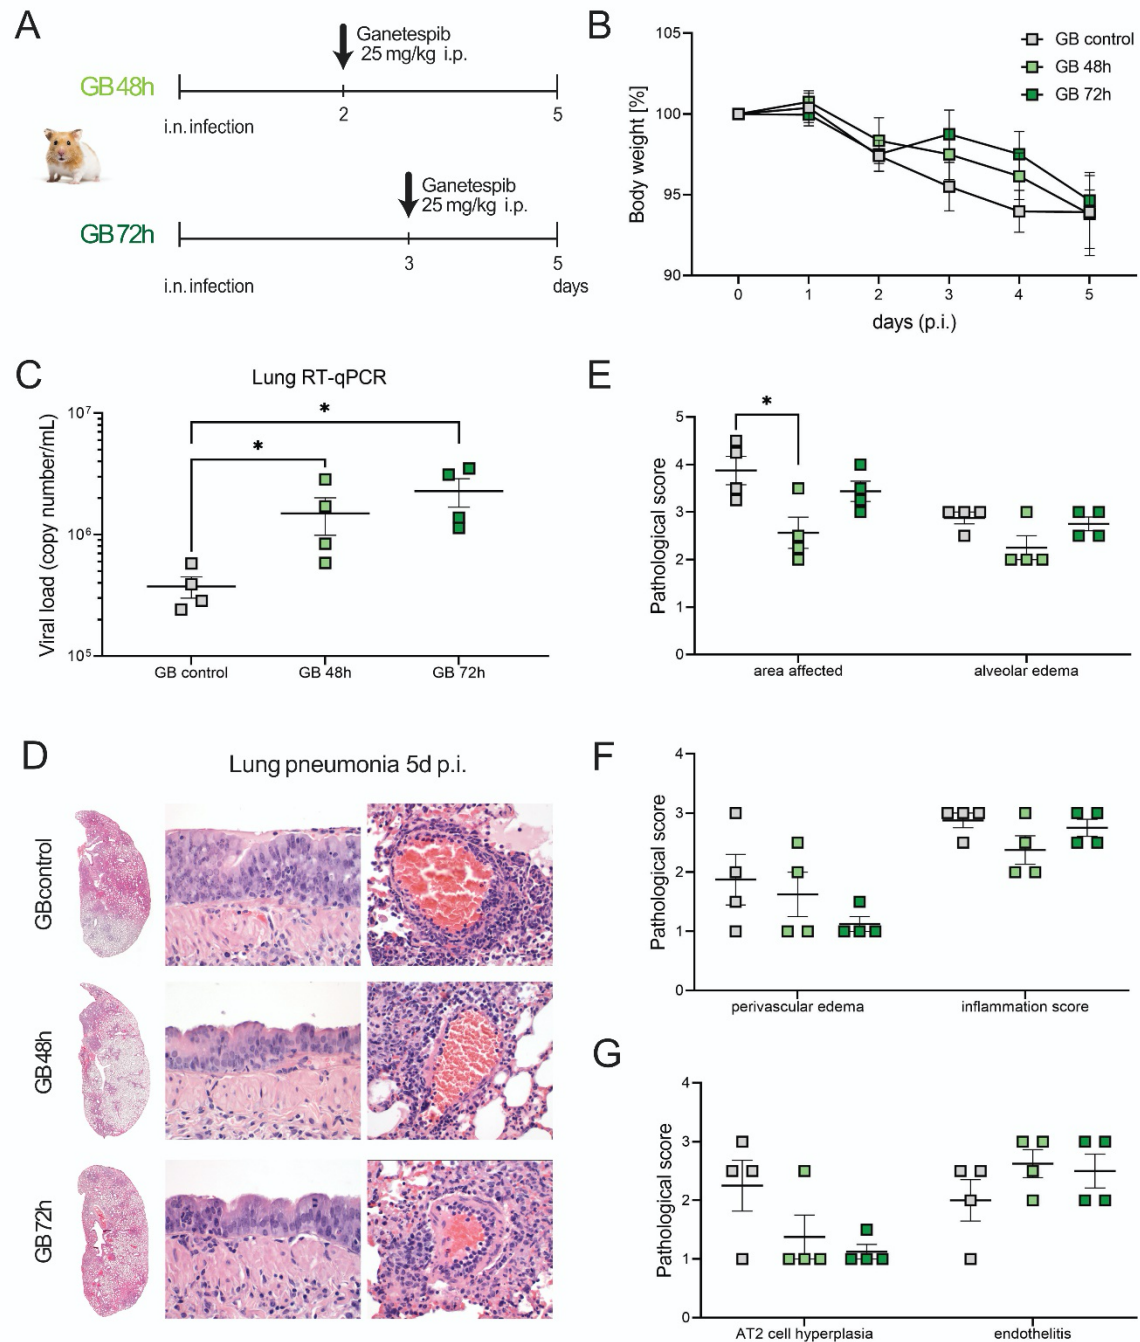 A
Ganetespib
25 mg/kg i.p.
GB 48h
i.n. infection
2
5
Ganetespib
25 mg/kg i.p.
GB 72h
3
5
i.n. infection
days
B
105
100
95
90
Body weight [%]
GB control
GB 48h
GB 72h
0 1 2 3 4 5
days (p.i.)
C
Lung RT-qPCR
10⁷
10⁶
10⁵
Viral load (copy number/mL)
*
*
GB control GB 48h GB 72h
E
5
4
3
2
1
0
Pathological score
*
area affected alveolar edema
D
Lung pneumonia 5d p.i.
GBcontrol
GB48h
GB72h
F
4
3
2
1
0
Pathological score
perivascular edema inflammation score
G
4
3
2
1
0
Pathological score
AT2 cell hyperplasia endothelitis